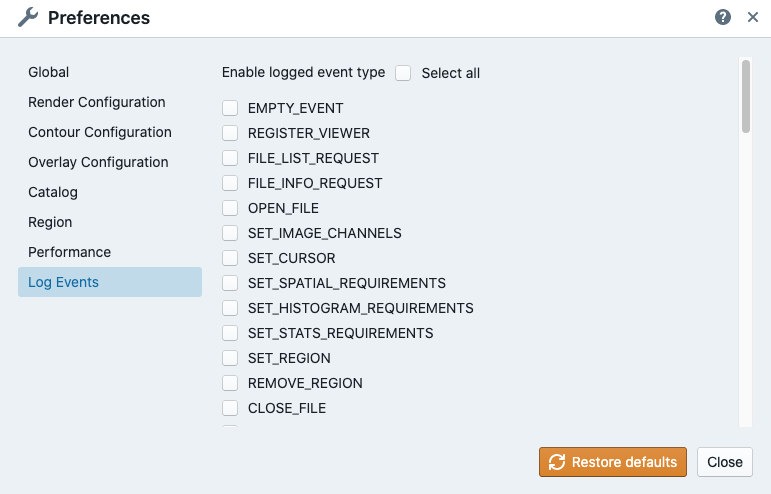 Preferences
Global
Render Configuration
Contour Configuration
Overlay Configuration
Catalog
Region
Performance
Log Events
Enable logged event type Select all
EMPTY_EVENT
REGISTER_VIEWER
FILE_LIST_REQUEST
FILE_INFO_REQUEST
OPEN_FILE
SET_IMAGE_CHANNELS
SET_CURSOR
SET_SPATIAL_REQUIREMENTS
SET_HISTOGRAM_REQUIREMENTS
SET_STATS_REQUIREMENTS
SET_REGION
REMOVE_REGION
CLOSE_FILE
Restore defaults Close